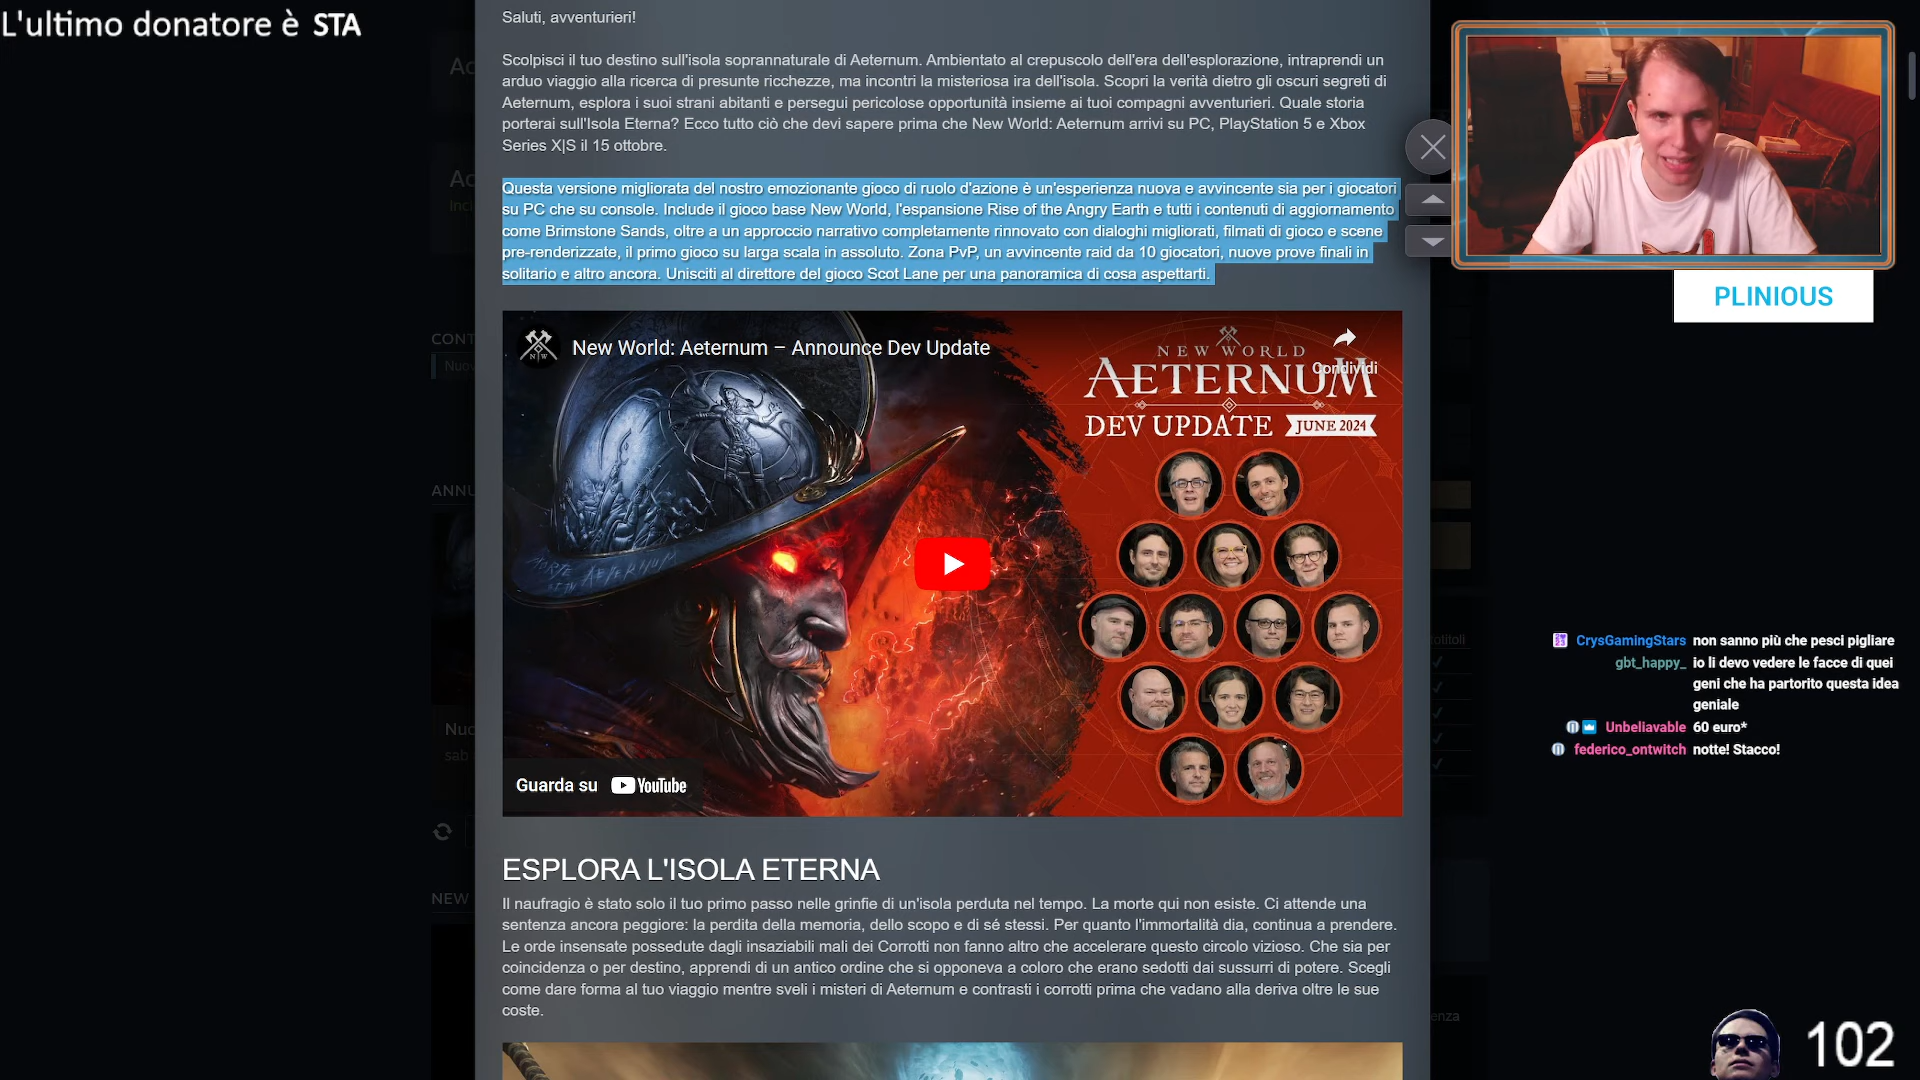 L'ultimo donatore è STA
Saluti, avventurieri!
Scolpisci il tuo destino sull'isola soprannaturale di Aeternum. Ambientato al crepuscolo dell'era dell'esplorazione, intraprendi un
arduo viaggio alla ricerca di presunte ricchezze, ma incontri la misteriosa ira dell'isola. Scopri la verità dietro gli oscuri segreti di
Aeternum, esplora i suoi strani abitanti e persegui pericolose opportunità insieme ai tuoi compagni avventurieri. Quale storia
porterai sull'Isola Eterna? Ecco tutto ciò che devi sapere prima che New World: Aeternum arrivi su PC, PlayStation 5 e Xbox
Series X|S il 15 ottobre.
Questa versione migliorata del nostro emozionante gioco di ruolo d'azione è un'esperienza nuova e avvincente sia per i giocatori
su PC che su console. Include il gioco base New World, l'espansione Rise of the Angry Earth e tutti i contenuti di aggiornamento
come Brimstone Sands, oltre a un approccio narrativo completamente rinnovato con dialoghi migliorati, filmati di gioco e scene
pre-renderizzate, il primo gioco su larga scala in assoluto. Zona PvP, un avvincente raid da 10 giocatori, nuove prove finali in
solitario e altro ancora. Unisciti al direttore del gioco Scot Lane per una panoramica di cosa aspettarti.
PLINIOUS
CONT
Nuov
New World: Aeternum – Announce Dev Update
Condividi
NEW WORLD
AETERNUM
DEV UPDATE JUNE 2024
ANNU
Nuo
sab
Guarda su YouTube
CrysGamingStars non sanno più che pesci pigliare
gbt_happy_ io li devo vedere le facce di quei
geni che ha partorito questa idea
geniale
Unbeliavable 60 euro*
federico_ontwitch notte! Stacco!
ESPLORA L'ISOLA ETERNA
NEW
Il naufragio è stato solo il tuo primo passo nelle grinfie di un'isola perduta nel tempo. La morte qui non esiste. Ci attende una
sentenza ancora peggiore: la perdita della memoria, dello scopo e di sé stessi. Per quanto l'immortalità dia, continua a prendere.
Le orde insensate possedute dagli insaziabili mali dei Corrotti non fanno altro che accelerare questo circolo vizioso. Che sia per
coincidenza o per destino, apprendi di un antico ordine che si opponeva a coloro che erano sedotti dai sussurri di potere. Scegli
come dare forma al tuo viaggio mentre sveli i misteri di Aeternum e contrasti i corrotti prima che vadano alla deriva oltre le sue
coste.
102